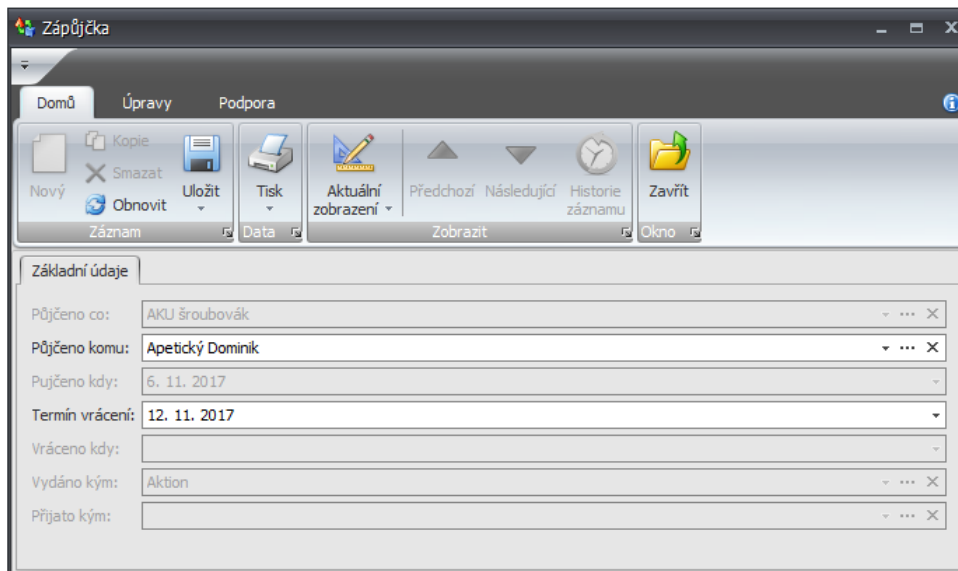 Zápůjčka
Domů Úpravy Podpora
Nový
Kopie
Smazat
Obnovit
Uložit
Tisk
Aktuální zobrazení
Předchozí Následující
Historie záznamu
Zavřít
Záznam Data Zobrazit Okno
Základní údaje
Půjčeno co: AKU šroubovák
Půjčeno komu: Apetický Dominik
Pujčeno kdy: 6. 11. 2017
Termín vrácení: 12. 11. 2017
Vráceno kdy:
Vydáno kým: Aktion
Přijato kým: